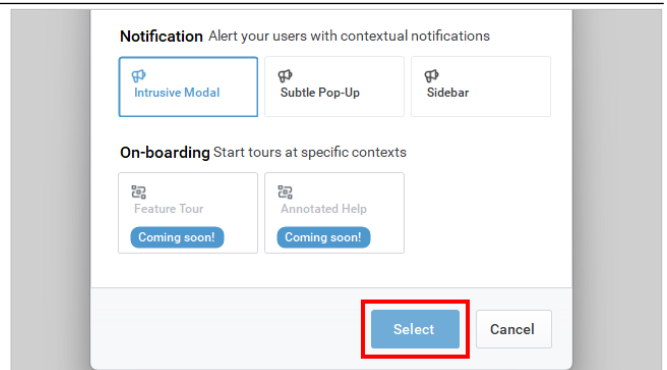 Notification Alert your users with contextual notifications
Intrusive Modal
Subtle Pop-Up
Sidebar
On-boarding Start tours at specific contexts
Feature Tour
Annotated Help
Coming soon!
Coming soon!
Select
Cancel